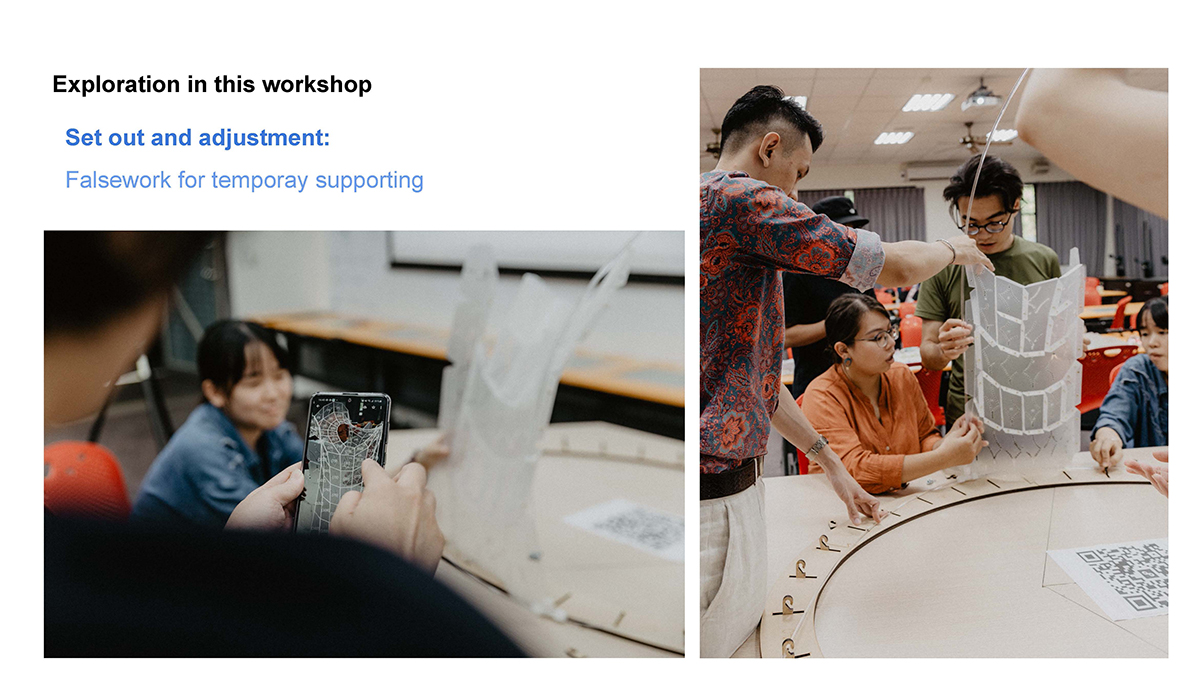 Exploration in this workshop
Set out and adjustment:
Falsework for temporay supporting